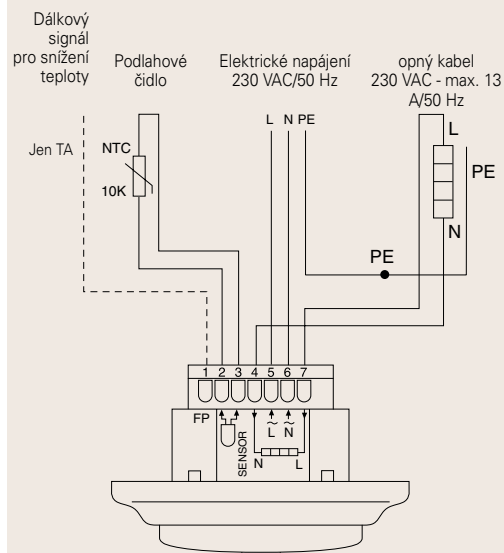 Dálkový
signál
pro snížení
teploty
Podlahové
čidlo
Elektrické napájení
230 VAC/50 Hz
opný kabel
230 VAC - max. 13
A/50 Hz
L N PE
L
Jen TA
NTC
PE
10K
N
PE
1 2 3 4 5 6 7
FP
SENSOR
~ ~
L N
N L